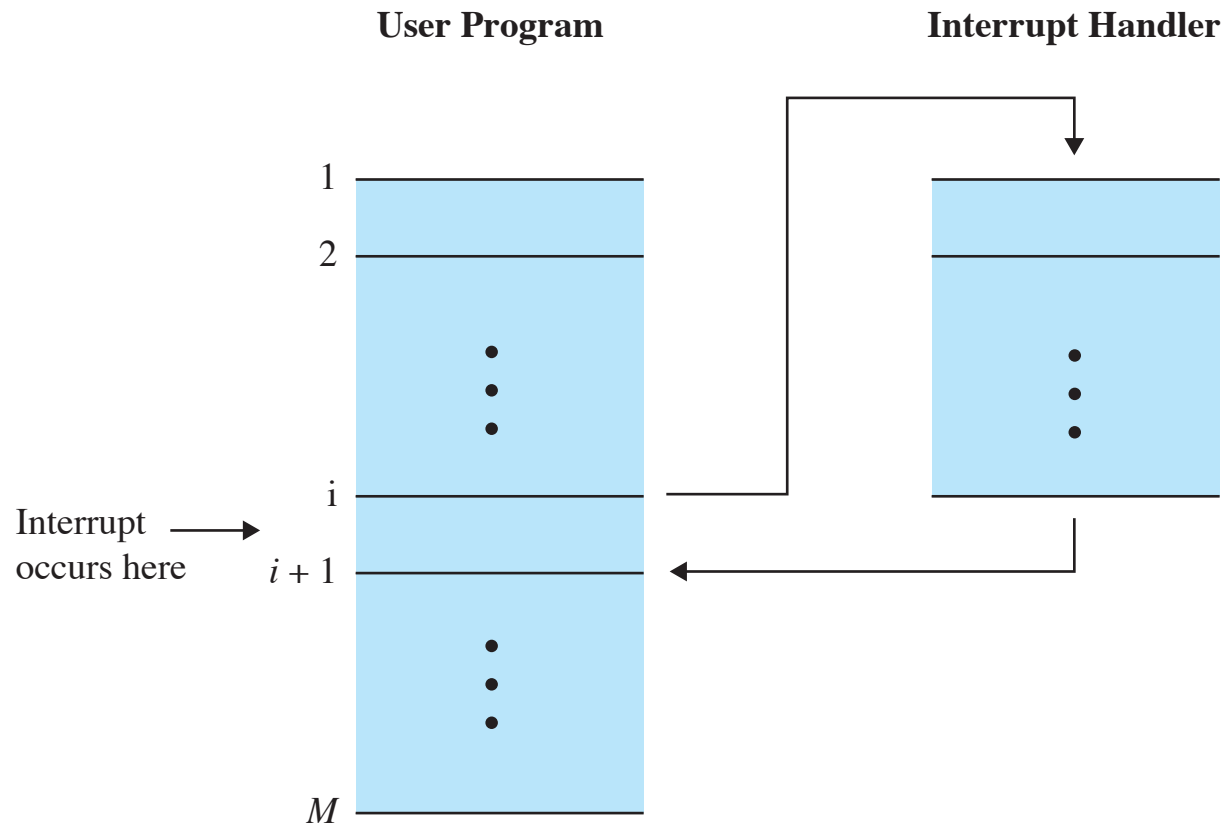 User Program
Interrupt Handler
1
2
i
Interrupt
occurs here
i + 1
M